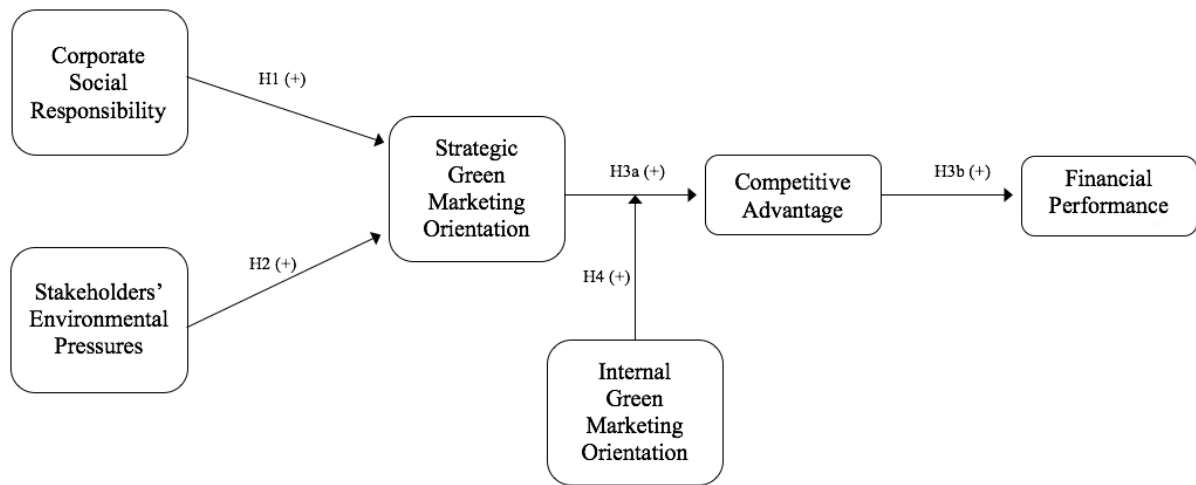 Corporate
Social
Responsibility
H1 (+)
Stakeholders’
Environmental
Pressures
H2 (+)
Strategic
Green
Marketing
Orientation
H3a (+)
H4 (+)
Internal
Green
Marketing
Orientation
Competitive
Advantage
H3b (+)
Financial
Performance